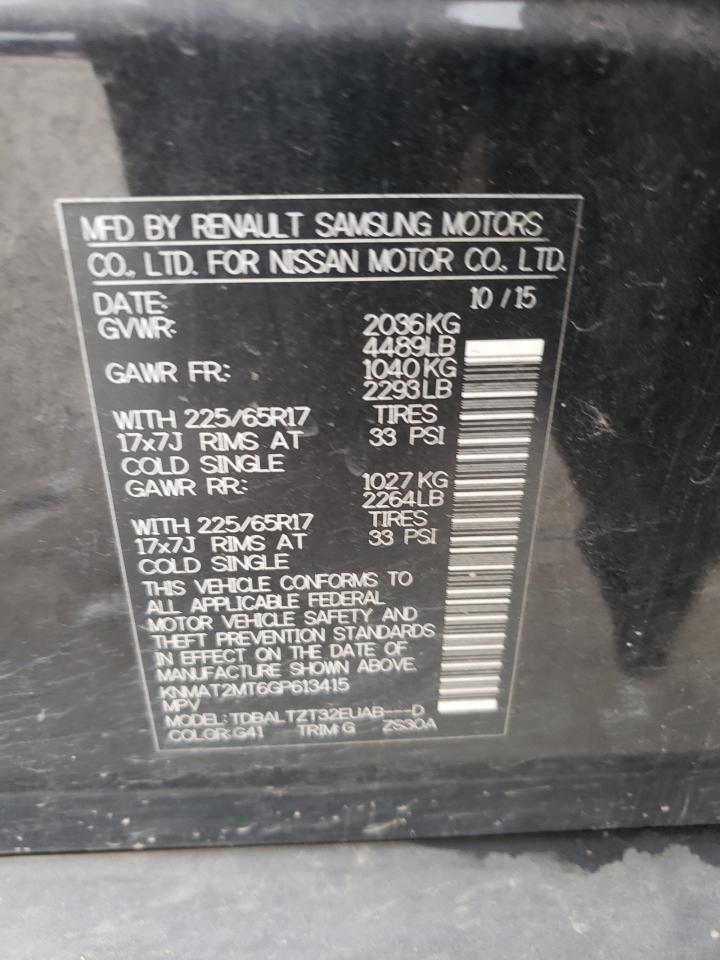 MFD BY RENAULT SAMSUNG MOTORS
CO., LTD. FOR NISSAN MOTOR CO., LTD.
DATE: 10/15
GVWR: 2036KG
4489LB
GAWR FR: 1040KG
2293LB
WITH 225/65R17 TIRES
17x7J RIMS AT 33 PSI
COLD SINGLE
GAWR RR: 1027KG
2264LB
WITH 225/65R17 TIRES
17x7J RIMS AT 33 PSI
COLD SINGLE
THIS VEHICLE CONFORMS TO
ALL APPLICABLE FEDERAL
MOTOR VEHICLE SAFETY AND
THEFT PREVENTION STANDARDS
IN EFFECT ON THE DATE OF
MANUFACTURE SHOWN ABOVE.
KNMAT2MT6GP613415
MPV
MODEL: TDBALTZT32EUAB---D
COLOR:G41 TRIM:G ZS30A